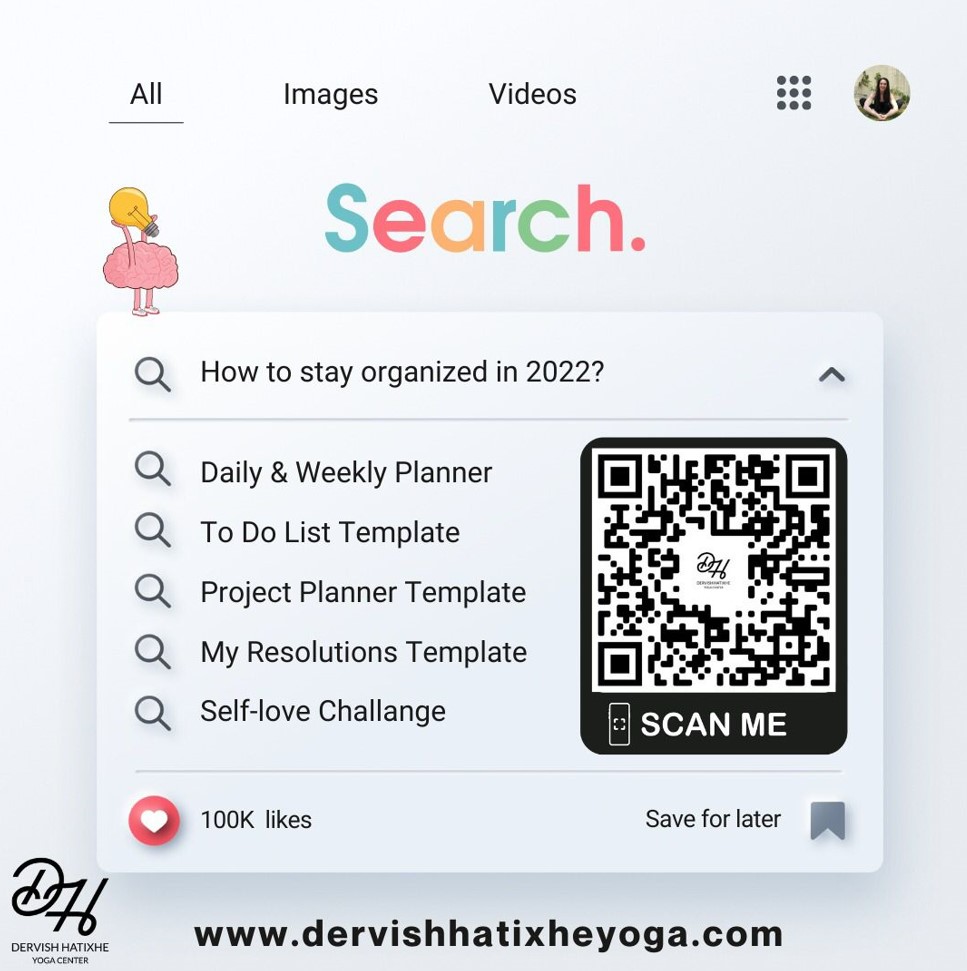 All Images Videos
Search.
How to stay organized in 2022?
Daily & Weekly Planner
To Do List Template
Project Planner Template
My Resolutions Template
Self-love Challange
DH
DERVISH HATIXHE
YOGA CENTER
SCAN ME
100K likes Save for later
DH
DERVISH HATIXHE
YOGA CENTER
www.dervishhatixheyoga.com